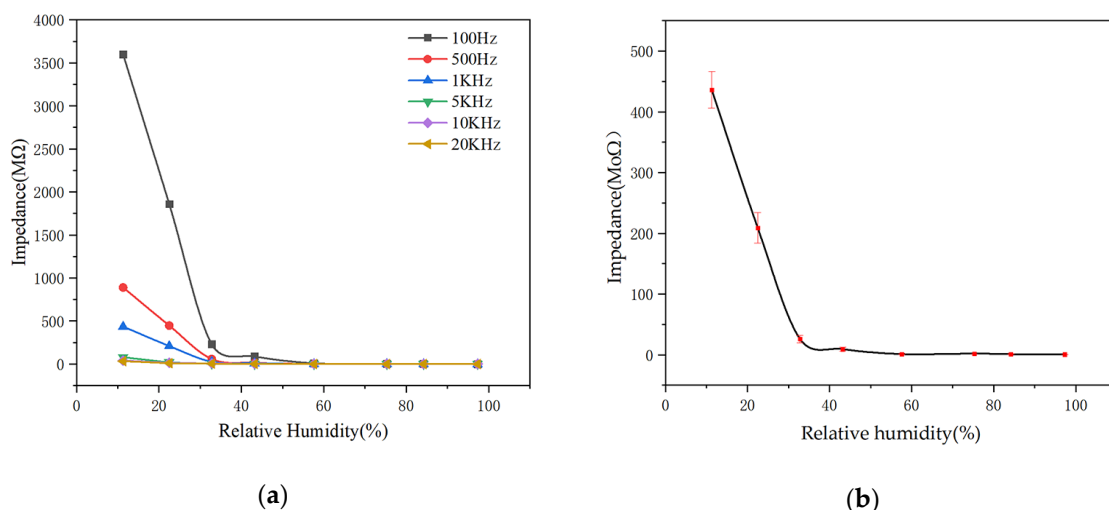 4000
3500
3000
2500
2000
1500
1000
500
0
Impedance(MΩ)
100Hz
500Hz
1KHz
5KHz
10KHz
20KHz
0 20 40 60 80 100
Relative Humidity(%)
(a)
500
400
300
200
100
0
Impedance(MoΩ)
0 20 40 60 80 100
Relative humidity(%)
(b)